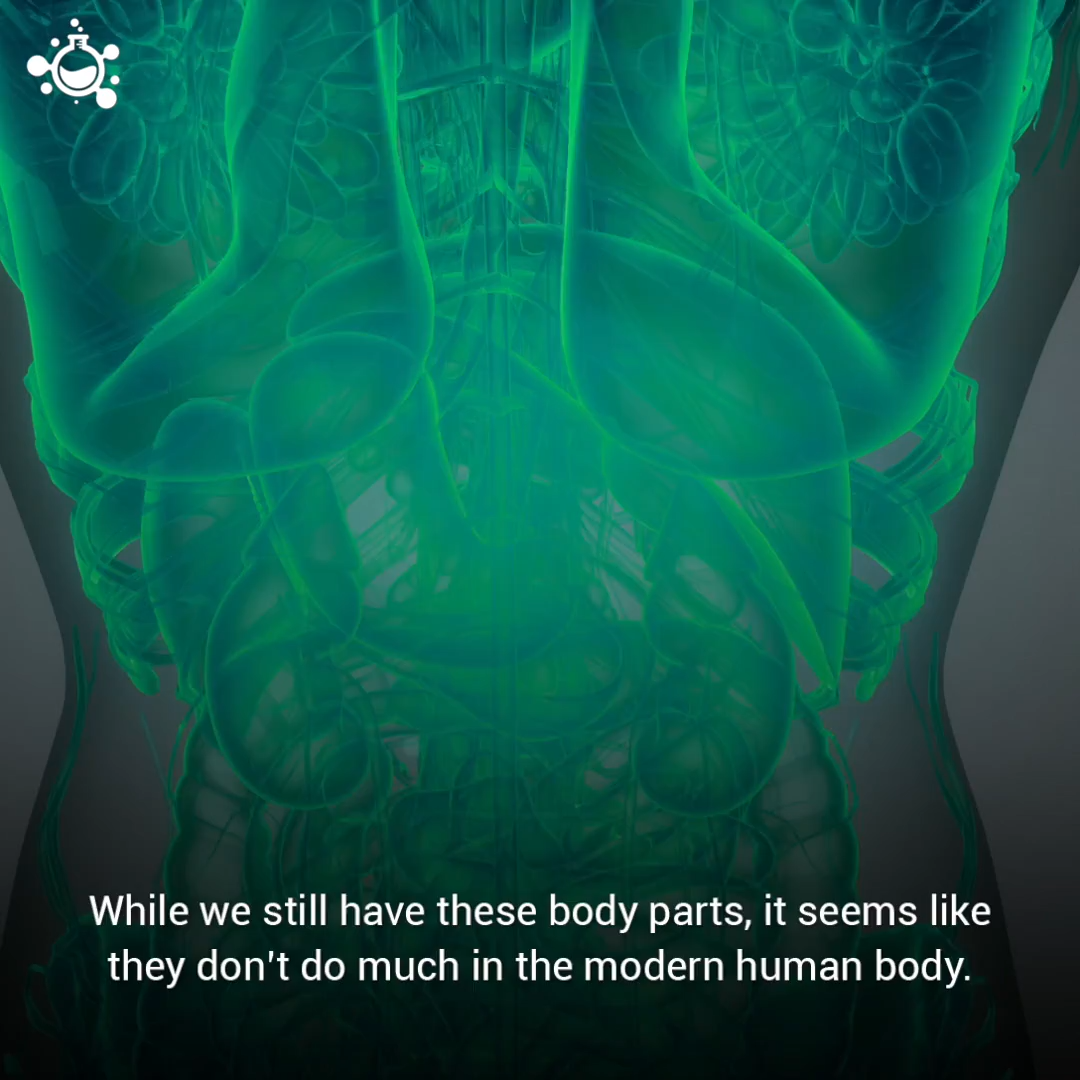 While we still have these body parts, it seems like
they don't do much in the modern human body.